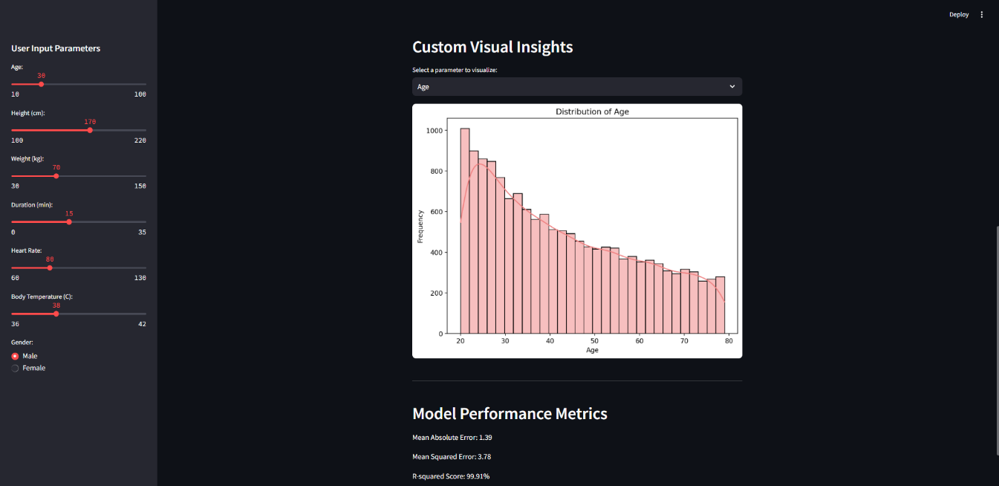 Deploy
User Input Parameters
Age:
30
10 100
Height (cm):
170
100 220
Weight (kg):
70
30 150
Duration (min):
15
0 35
Heart Rate:
80
60 130
Body Temperature (C):
38
36 42
Gender:
Male
Female
Custom Visual Insights
Select a parameter to visualize:
Age
Distribution of Age
1000
800
600
400
200
0
Frequency
20 30 40 50 60 70 80
Age
Model Performance Metrics
Mean Absolute Error: 1.39
Mean Squared Error: 3.78
R-squared Score: 99.91%